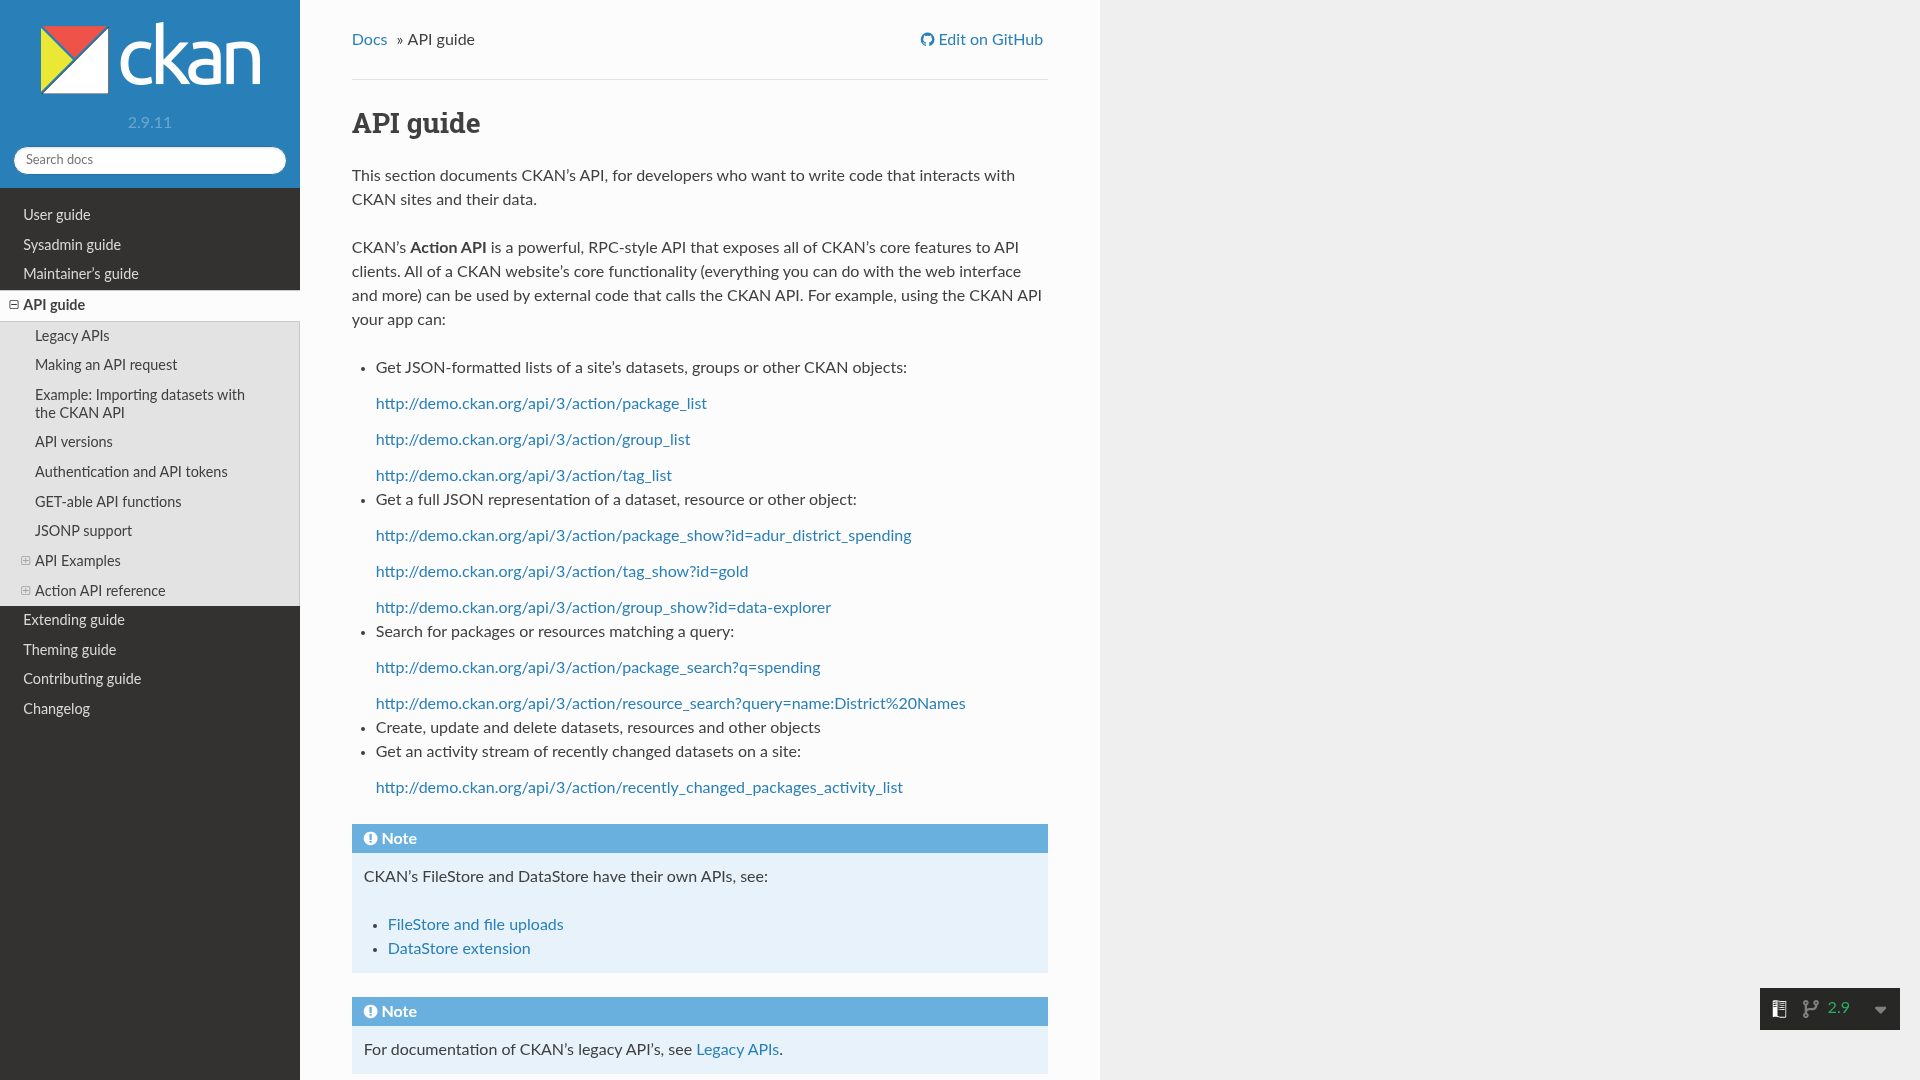 ckan
2.9.11
Search docs
User guide
Sysadmin guide
Maintainer’s guide
API guide
Legacy APIs
Making an API request
Example: Importing datasets with
the CKAN API
API versions
Authentication and API tokens
GET-able API functions
JSONP support
API Examples
Action API reference
Extending guide
Theming guide
Contributing guide
Changelog
Docs » API guide
Edit on GitHub
API guide
This section documents CKAN’s API, for developers who want to write code that interacts with
CKAN sites and their data.
CKAN’s Action API is a powerful, RPC-style API that exposes all of CKAN’s core features to API
clients. All of a CKAN website’s core functionality (everything you can do with the web interface
and more) can be used by external code that calls the CKAN API. For example, using the CKAN API
your app can:
• Get JSON-formatted lists of a site’s datasets, groups or other CKAN objects:
http://demo.ckan.org/api/3/action/package_list
http://demo.ckan.org/api/3/action/group_list
http://demo.ckan.org/api/3/action/tag_list
• Get a full JSON representation of a dataset, resource or other object:
http://demo.ckan.org/api/3/action/package_show?id=adur_district_spending
http://demo.ckan.org/api/3/action/tag_show?id=gold
http://demo.ckan.org/api/3/action/group_show?id=data-explorer
• Search for packages or resources matching a query:
http://demo.ckan.org/api/3/action/package_search?q=spending
http://demo.ckan.org/api/3/action/resource_search?query=name:District%20Names
• Create, update and delete datasets, resources and other objects
• Get an activity stream of recently changed datasets on a site:
http://demo.ckan.org/api/3/action/recently_changed_packages_activity_list
Note
CKAN’s FileStore and DataStore have their own APIs, see:
• FileStore and file uploads
• DataStore extension
Note
For documentation of CKAN’s legacy API’s, see Legacy APIs.
2.9